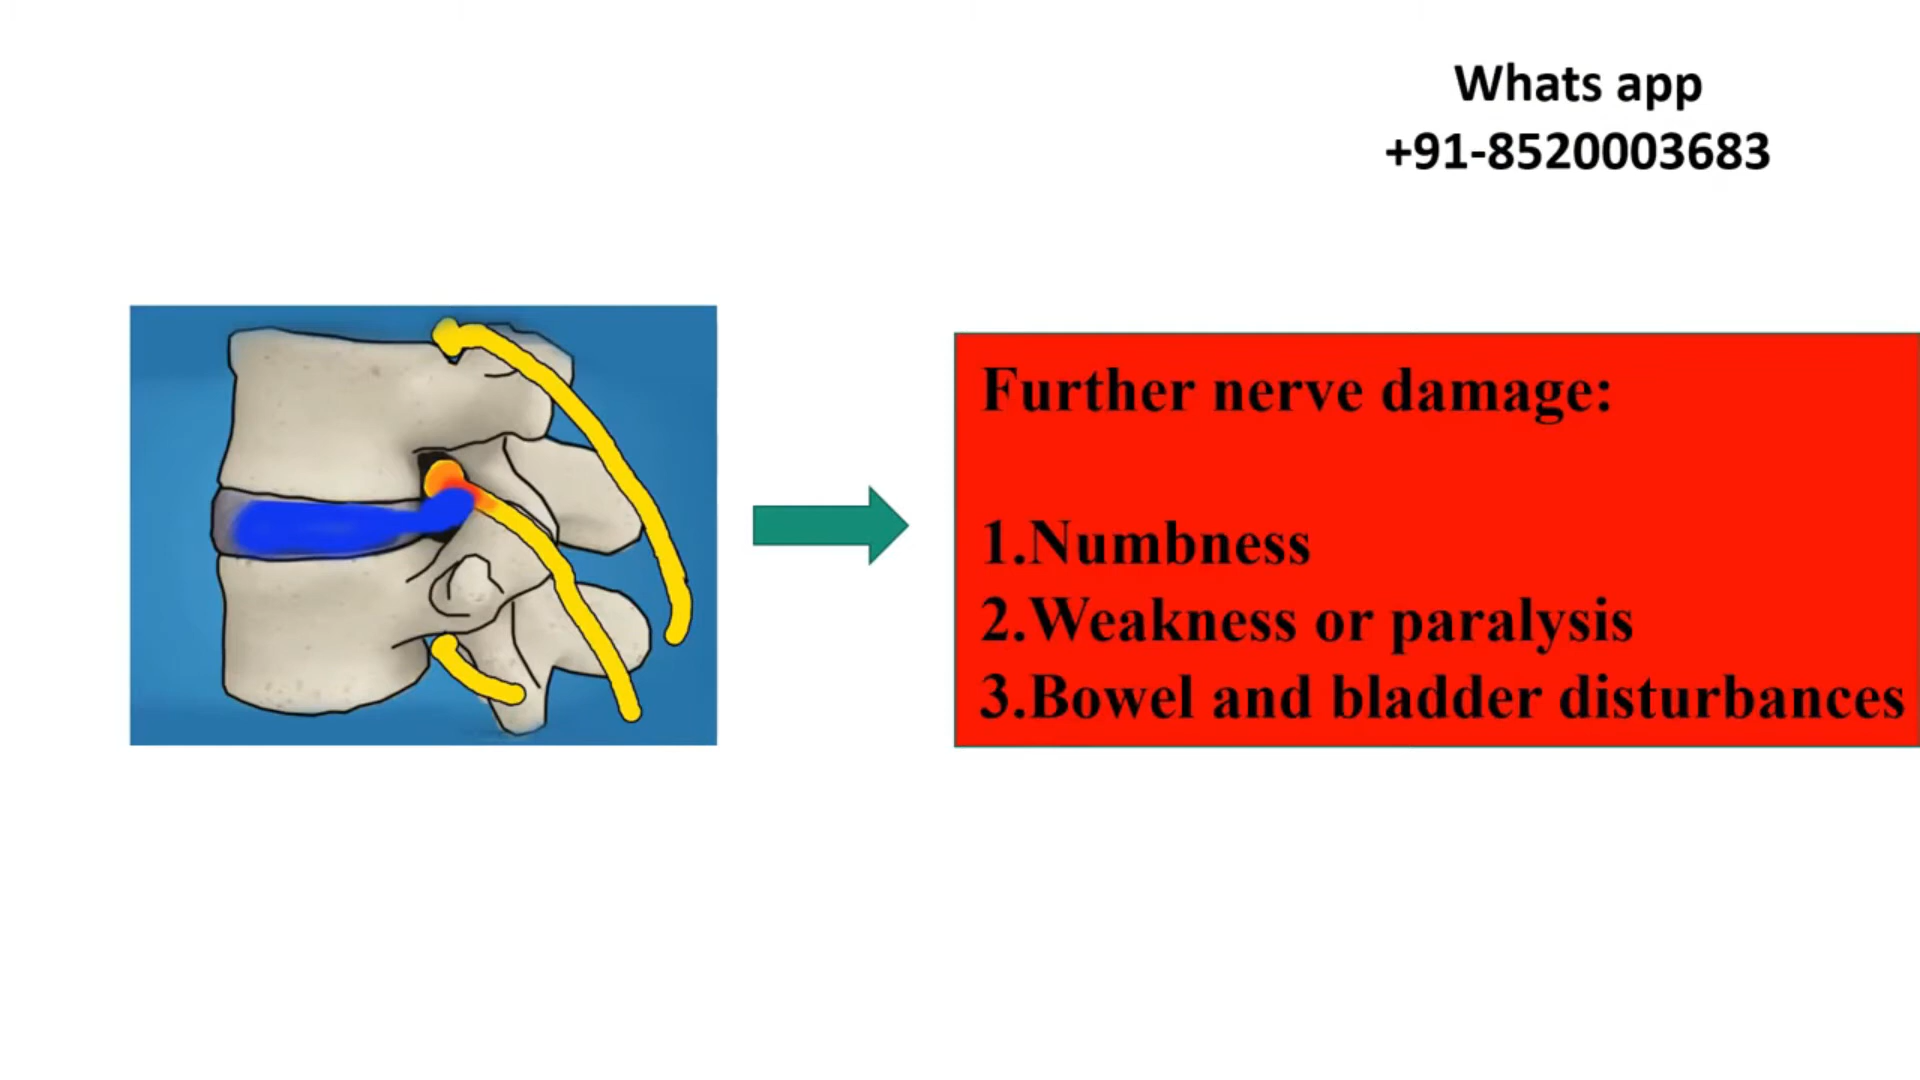 Whats app
+91-8520003683
Further nerve damage:
1.Numbness
2.Weakness or paralysis
3.Bowel and bladder disturbances